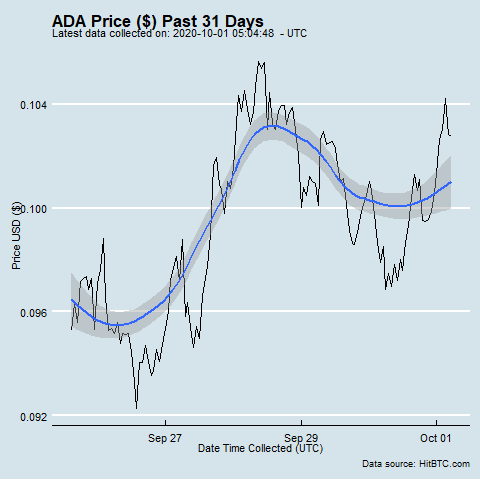 ADA Price ($) Past 31 Days
Latest data collected on: 2020-10-01 05:04:48 - UTC
Price USD ($)
0.104
0.100
0.096
0.092
Sep 27
Sep 29
Oct 01
Date Time Collected (UTC)
Data source: HitBTC.com